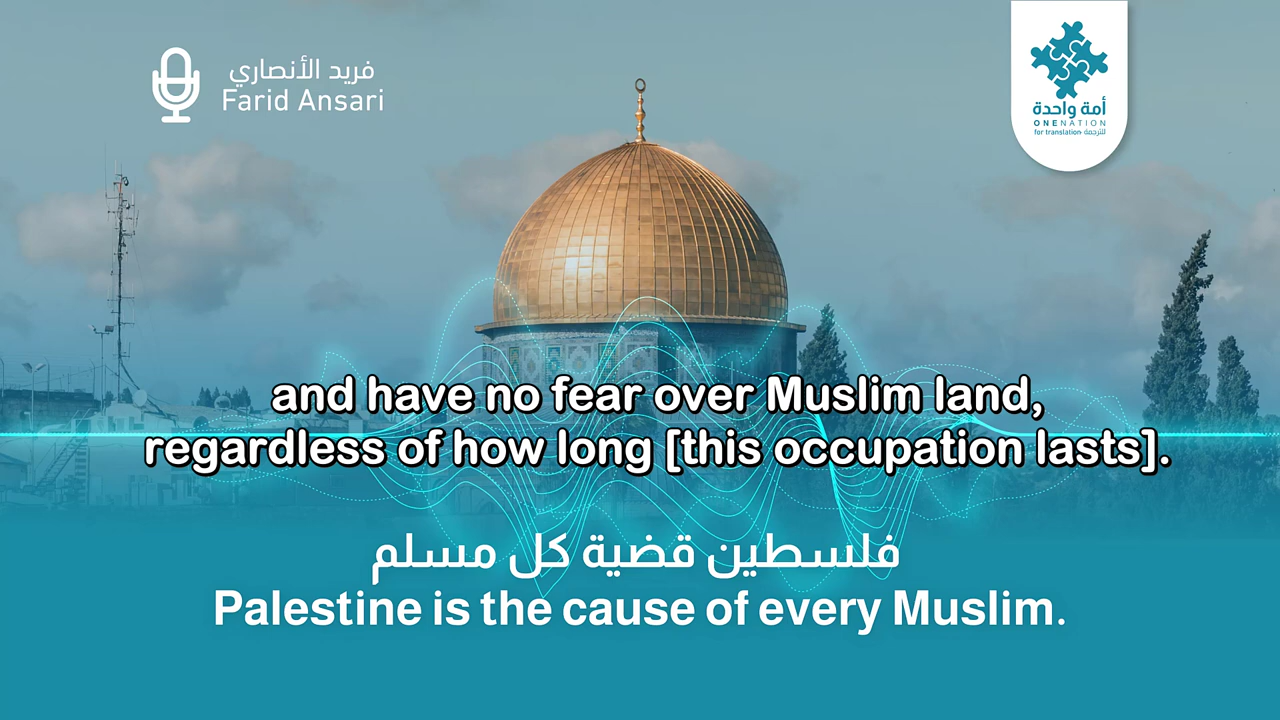 فريد الأنصاري
Farid Ansari
أمة واحدة
ONENATION
for translation للترجمة
and have no fear over Muslim land,
regardless of how long [this occupation lasts].
فلسطين قضية كل مسلم
Palestine is the cause of every Muslim.